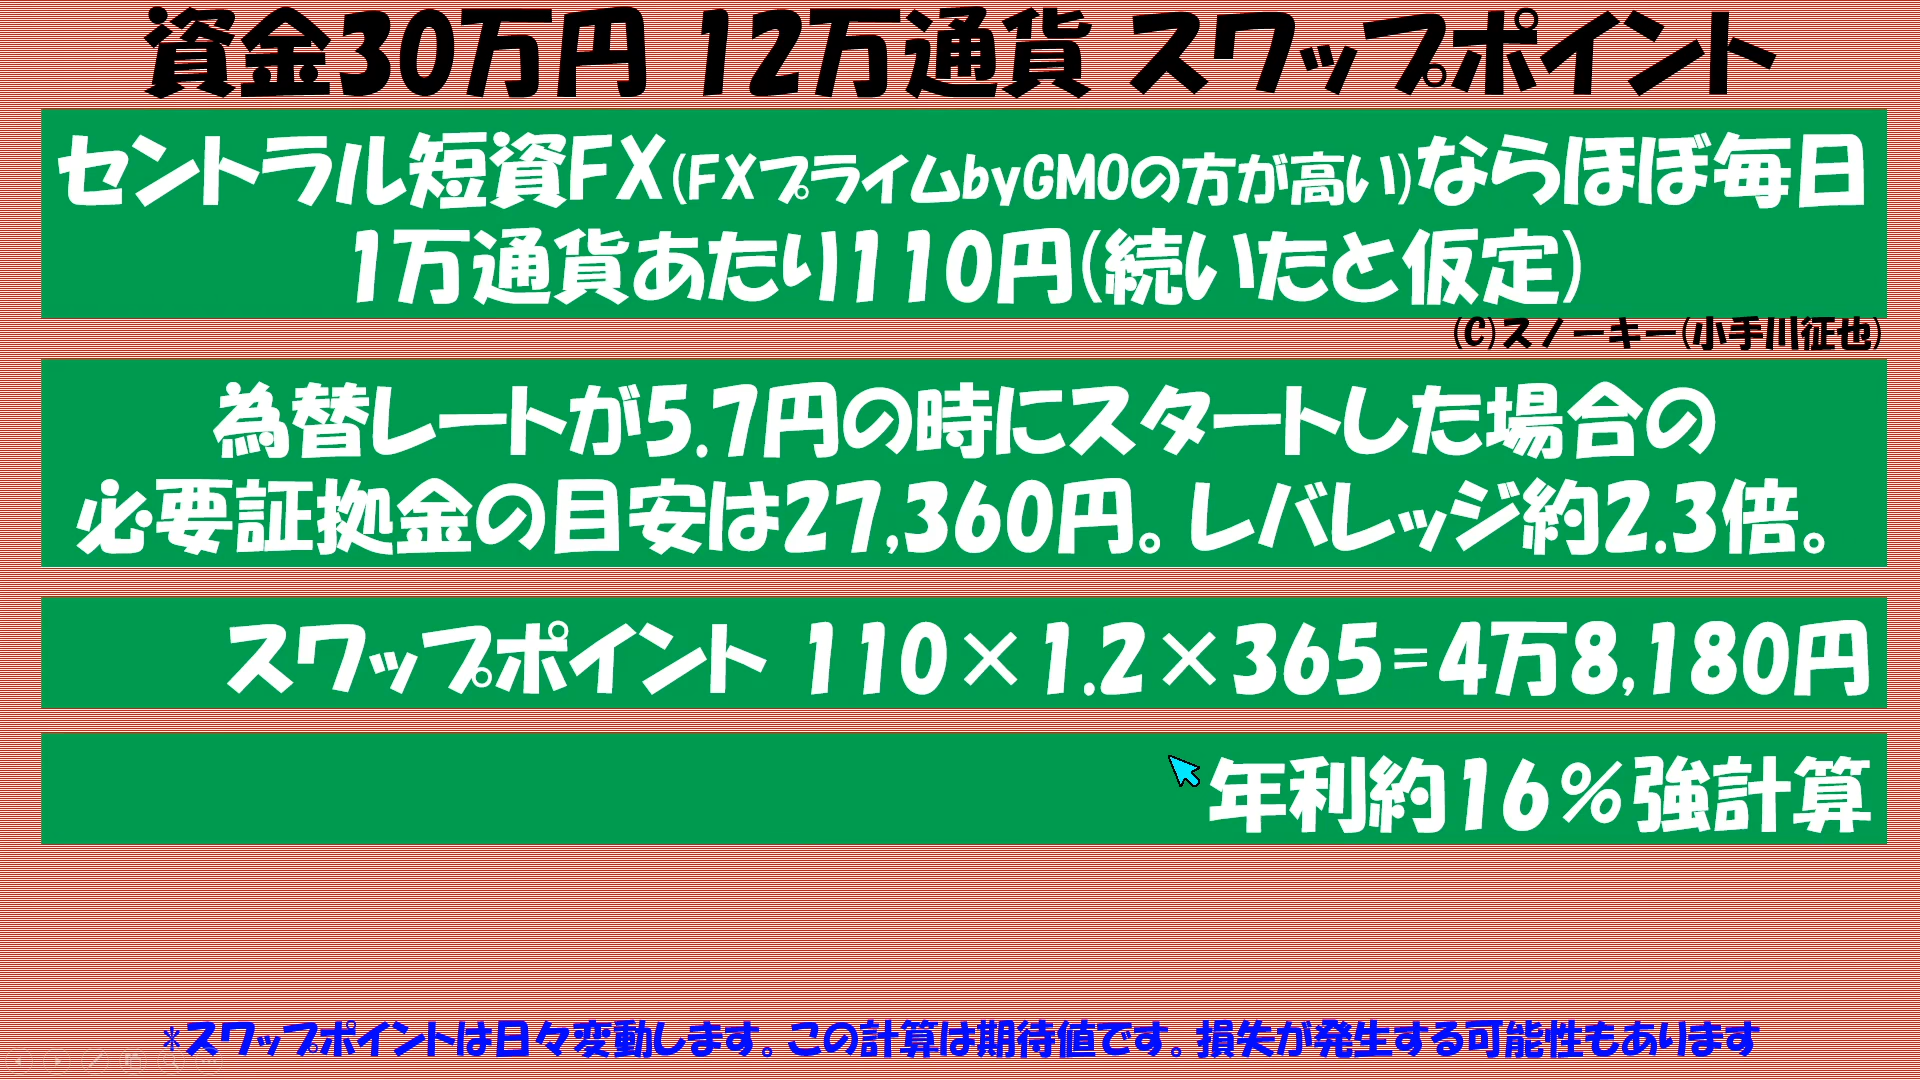 資金30万円 12万通貨 スワップポイント
セントラル短資FX(FXプライムbyGMOの方が高い)ならほぼ毎日
1万通貨あたり110円(続いたと仮定)
(C)スノーキー(小手川征也)
為替レートが5.7円の時にスタートした場合の
必要証拠金の目安は27,360円。レバレッジ約2.3倍。
スワップポイント 110×1.2×365=4万8,180円
年利約16%強計算
*スワップポイントは日々変動します。この計算は期待値です。損失が発生する可能性もあります